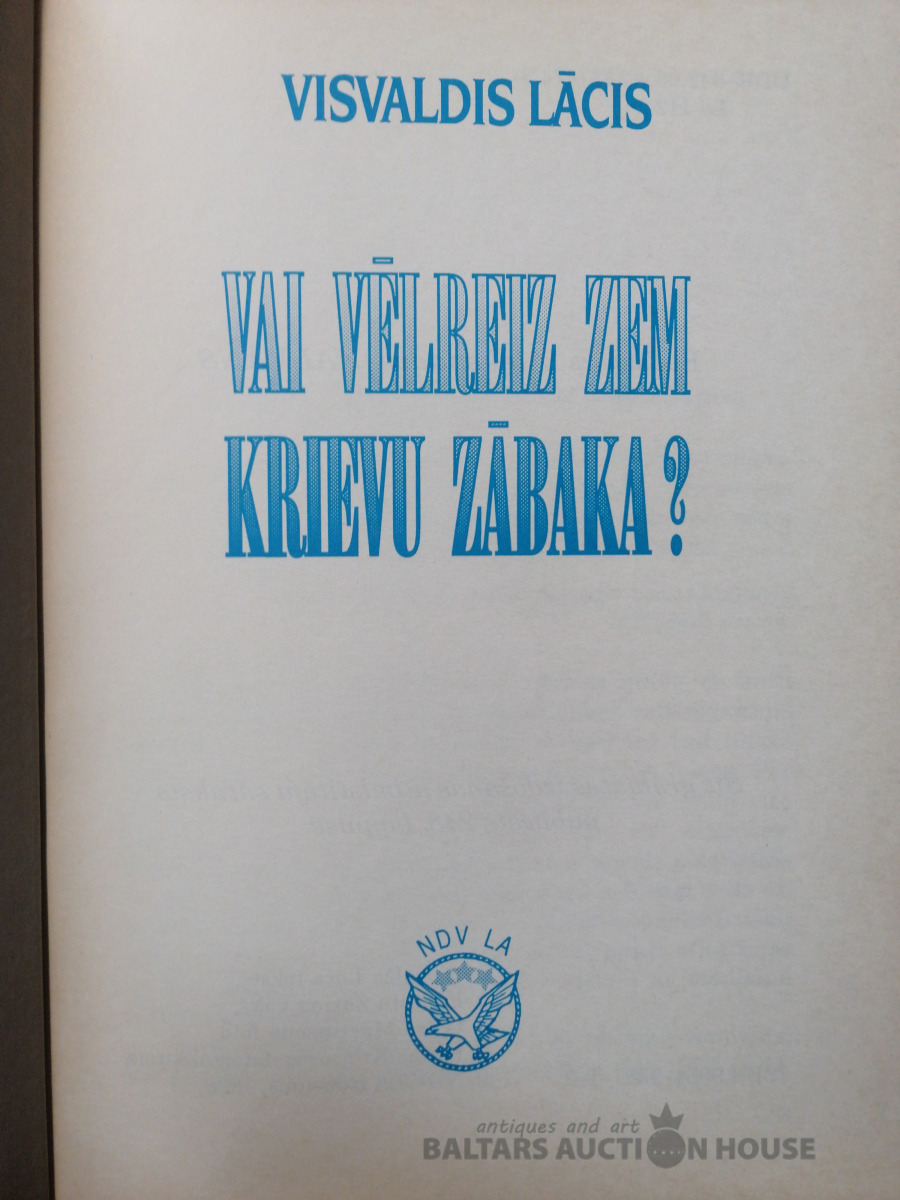 VISVALDIS LĀCIS
VAI VĒLREIZ ZEM
KRIEVU ZĀBAKA?
NDV LA
antiques and art
BALTARS AUCTION HOUSE